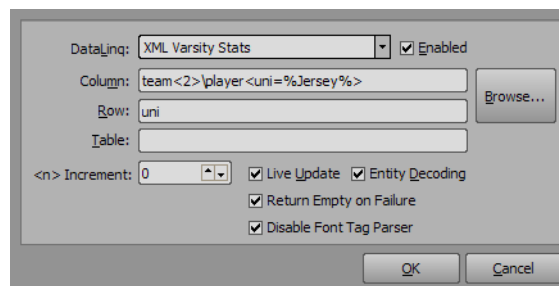 DataLinq: XML Varsity Stats Enabled
Column: team<2>\player<uni=%Jersey%>
Browse...
Row: uni
Table:
<n> Increment: 0 Live Update Entity Decoding
Return Empty on Failure
Disable Font Tag Parser
OK Cancel